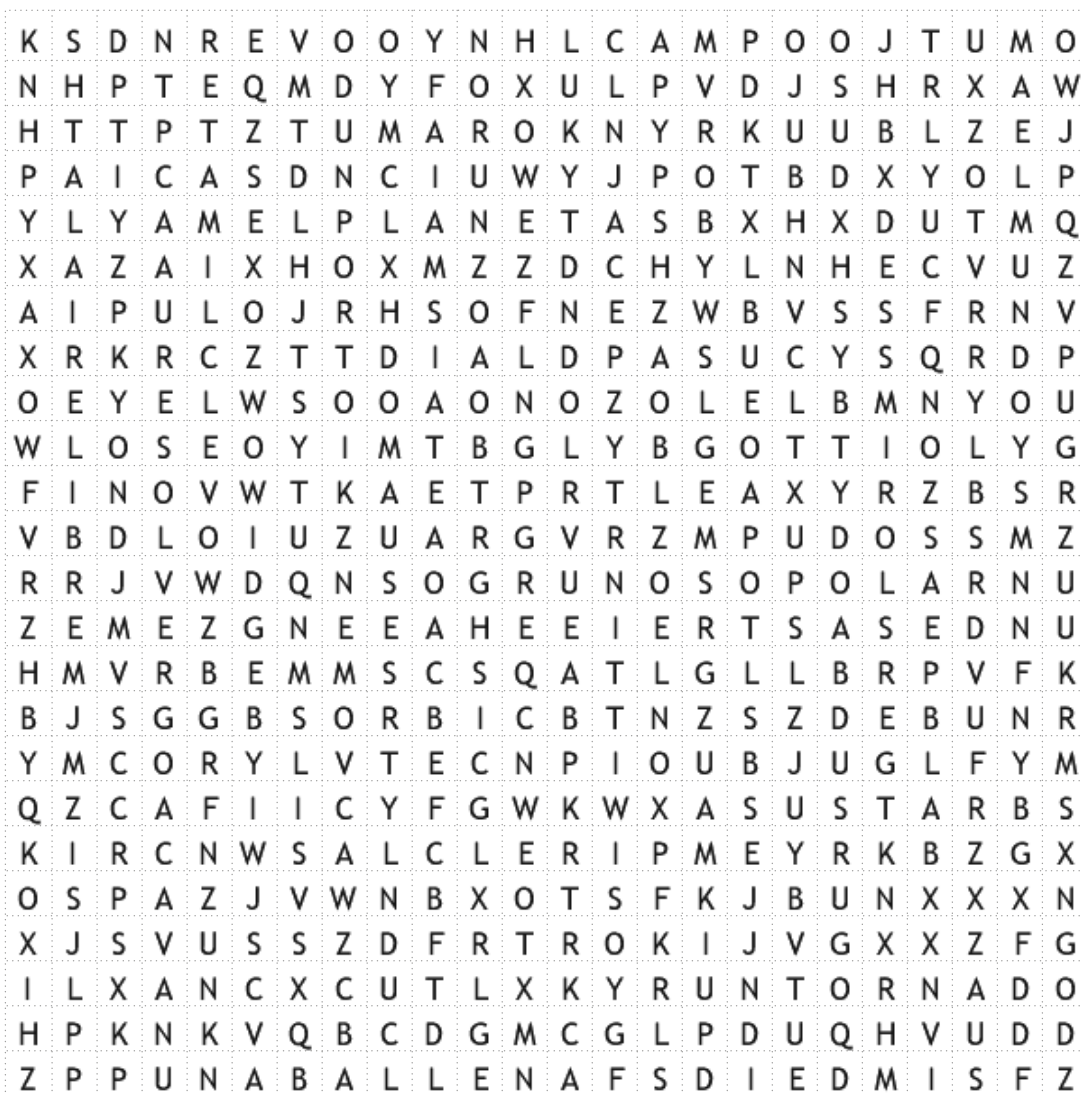 K S D N R E V O O Y N H L C A M P O O J T U M O
N H P T E Q M D Y F O X U L P V D J S H R X A W
H T T P T Z T U M A R O K N Y R K U U B L Z E J
P A I C A S D N C I U W Y J P O T B D X Y O L P
Y L Y A M E L P L A N E T A S B X H X D U T M Q
X A Z A I X H O X M Z Z D C H Y L N H E C V U Z
A I P U L O J R H S O F N E Z W B V S S F R N V
X R K R C Z T T D I A L D P A S U C Y S Q R D P
O E Y E L W S O O A O N O Z O L E L B M N Y O U
W L O S E O Y I M T B G L Y B G O T T I O L Y G
F I N O V W T K A E T P R T L E A X Y R Z B S R
V B D L O I U Z U A R G V R Z M P U D O S S M Z
R R J V W D Q N S O G R U N O S O P O L A R N U
Z E M E Z G N E E A H E E I E R T S A S E D N U
H M V R B E M M S C S Q A T L G L L B R P V F K
B J S G G B S O R B I C B T N Z S Z D E B U N R
Y M C O R Y L V T E C N P I O U B J U G L F Y M
Q Z C A F I I C Y F G W K W X A S U S T A R B S
K I R C N W S A L C L E R I P M E Y R K B Z G X
O S P A Z J V W N B X O T S F K J B U N X X X N
X J S V U S S Z D F R T R O K I J V G X X Z F G
I L X A N C X C U T L X K Y R U N T O R N A D O
H P K N K V Q B C D G M C G L P D U Q H V U D D
Z P P U N A B A L L E N A F S D I E D M I S F Z